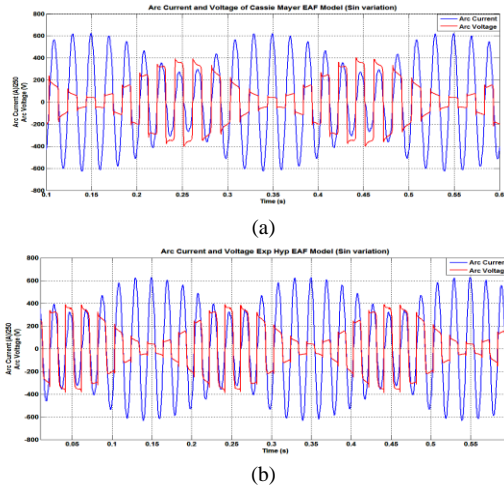 Arc Current and Voltage of Cassie Mayer EAF Model (Sin variation)
Arc Current
Arc Voltage
Arc Current (A)/250
Arc Voltage (V)
800
600
400
200
0
-200
-400
-600
-800
0.1 0.15 0.2 0.25 0.3 0.35 0.4 0.45 0.5 0.55 0.6
Time (s)
(a)
Arc Current and Voltage Exp Hyp EAF Model (Sin variation)
Arc Current
Arc Voltage
Arc Current (A)/250
Arc Voltage (V)
800
600
400
200
0
-200
-400
-600
-800
0.05 0.1 0.15 0.2 0.25 0.3 0.35 0.4 0.45 0.5 0.55
Time (s)
(b)